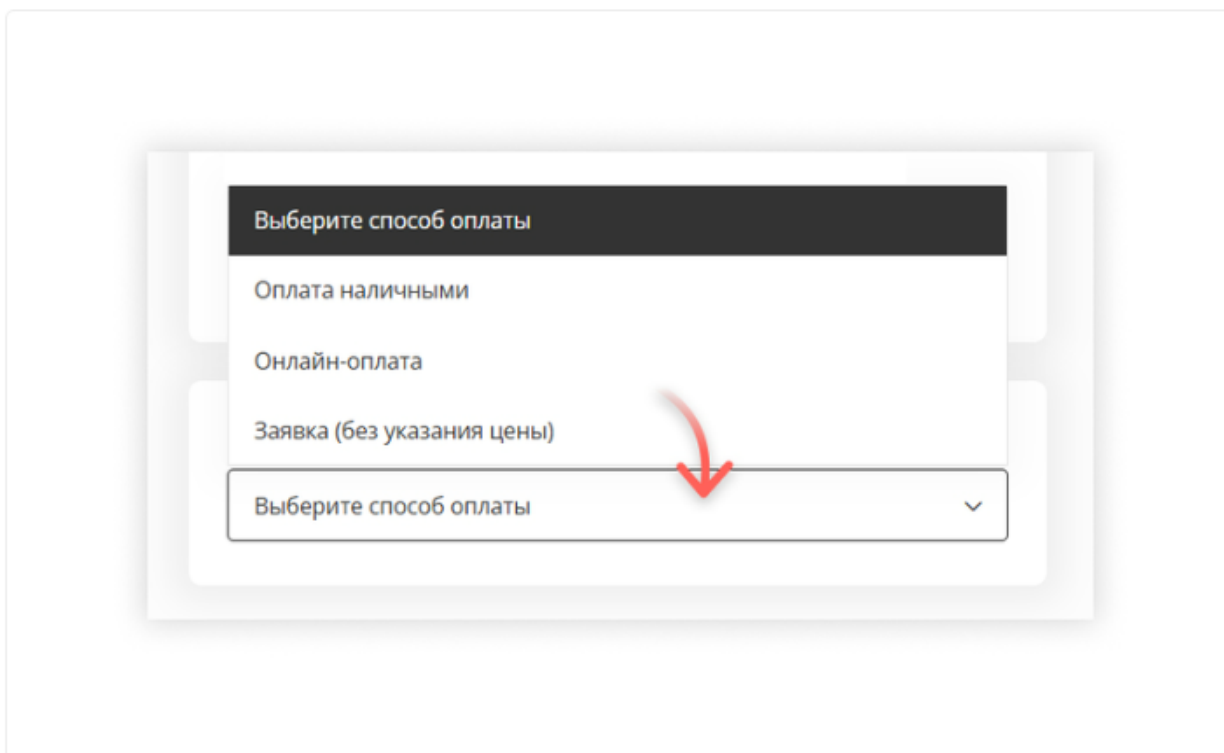 Выберите способ оплаты
Оплата наличными
Онлайн-оплата
Заявка (без указания цены)
Выберите способ оплаты